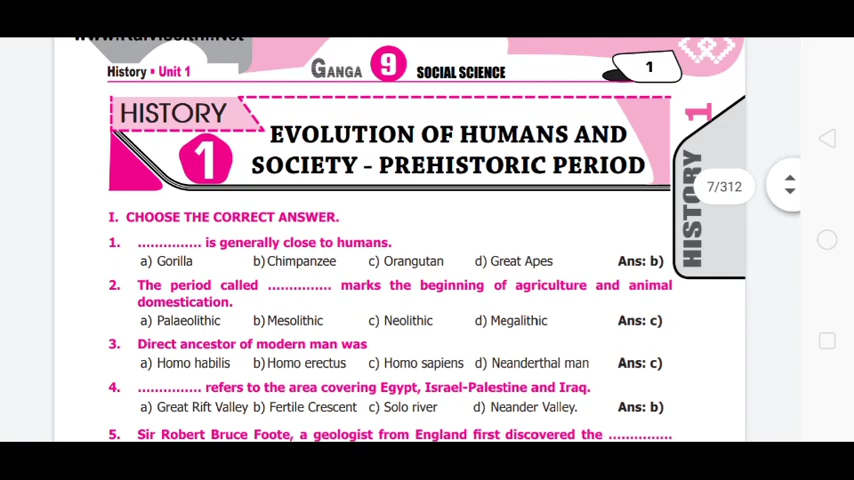 History • Unit 1
GANGA 9 SOCIAL SCIENCE
1
HISTORY
1
EVOLUTION OF HUMANS AND
SOCIETY - PREHISTORIC PERIOD
HISTORY 1
7/312
I. CHOOSE THE CORRECT ANSWER.
1. ............... is generally close to humans.
a) Gorilla b) Chimpanzee c) Orangutan d) Great Apes Ans: b)
2. The period called .............. marks the beginning of agriculture and animal
domestication.
a) Palaeolithic b) Mesolithic c) Neolithic d) Megalithic Ans: c)
3. Direct ancestor of modern man was
a) Homo habilis b) Homo erectus c) Homo sapiens d) Neanderthal man Ans: c)
4. ............... refers to the area covering Egypt, Israel-Palestine and Iraq.
a) Great Rift Valley b) Fertile Crescent c) Solo river d) Neander Valley. Ans: b)
5. Sir Robert Bruce Foote, a geologist from England first discovered the ...............